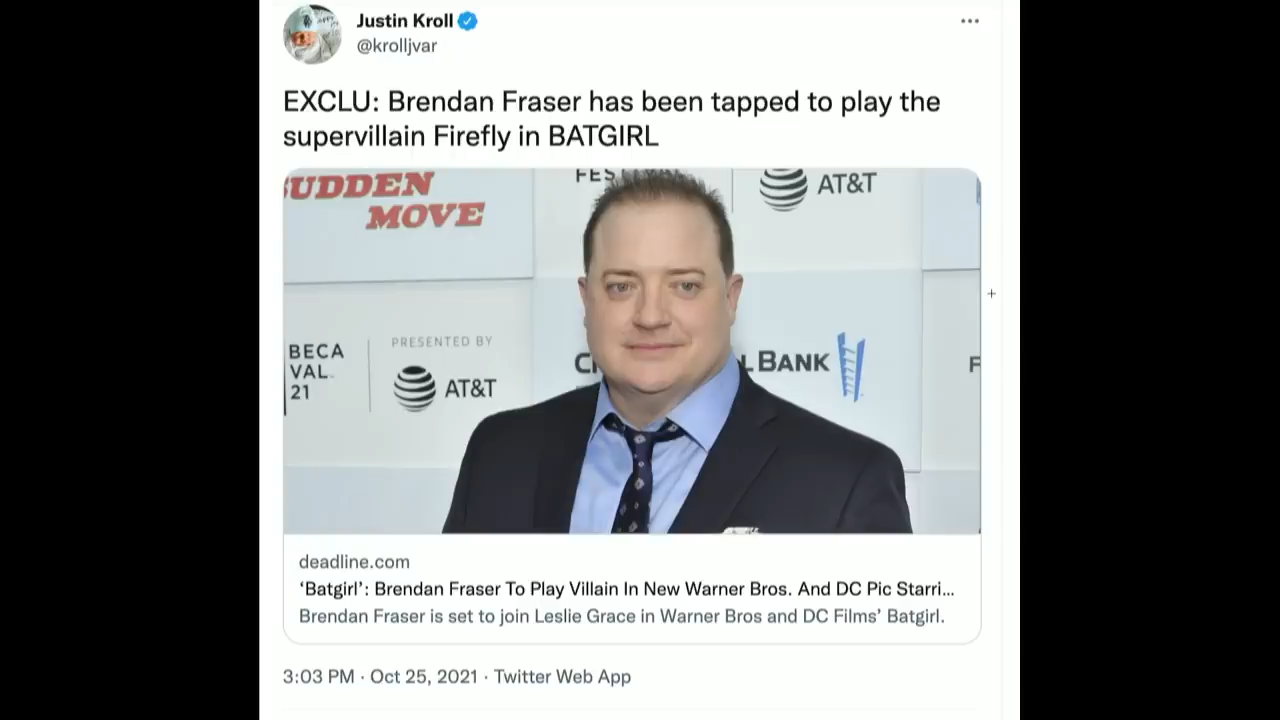 Justin Kroll
@krolljvar
EXCLU: Brendan Fraser has been tapped to play the
supervillain Firefly in BATGIRL
UDDEN
MOVE
AT&T
BECA
VAL
21
PRESENTED BY
AT&T
BANK
deadline.com
‘Batgirl’: Brendan Fraser To Play Villain In New Warner Bros. And DC Pic Starri...
Brendan Fraser is set to join Leslie Grace in Warner Bros and DC Films’ Batgirl.
3:03 PM · Oct 25, 2021 · Twitter Web App